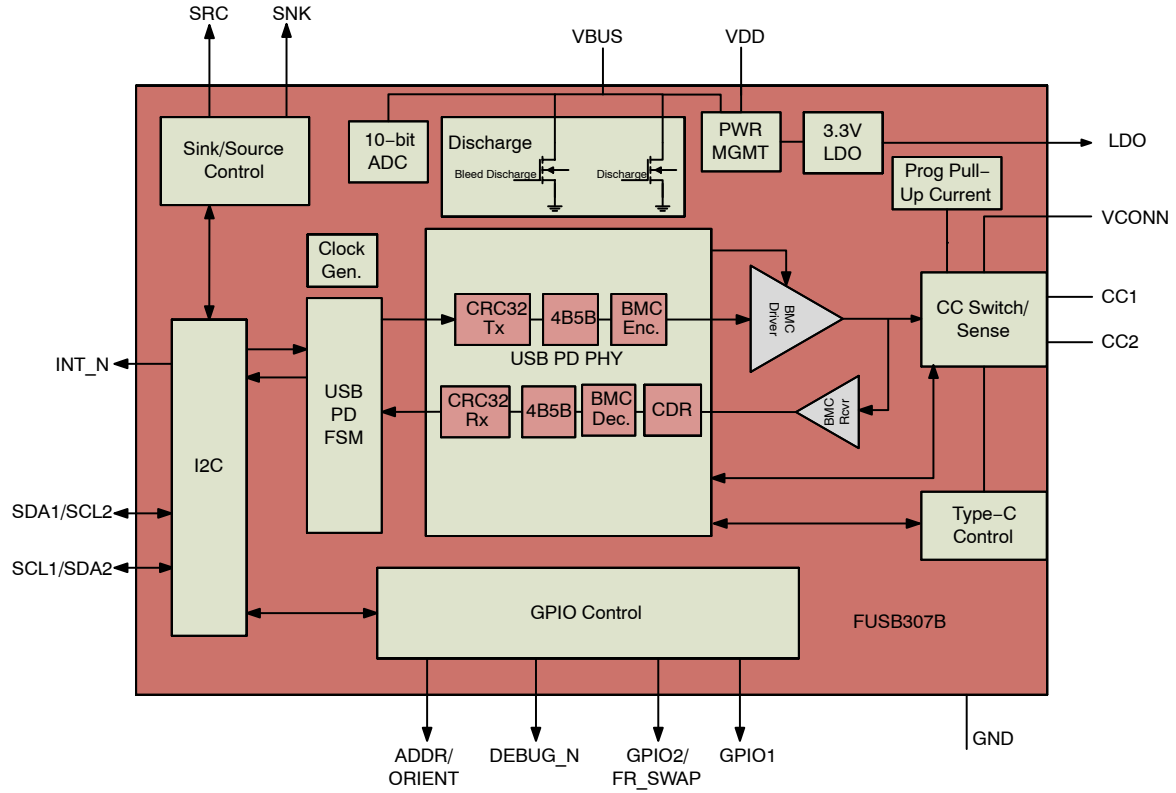 SRC
SNK
VBUS
VDD
Sink/Source
Control
10−bit
ADC
Discharge
Bleed Discharge
Discharge
PWR
MGMT
3.3V
LDO
LDO
Prog Pull−
Up Current
VCONN
Clock
Gen.
CRC32
Tx
4B5B
BMC
Enc.
BMC
Driver
CC Switch/
Sense
CC1
CC2
USB PD PHY
INT_N
USB
PD
FSM
CRC32
Rx
4B5B
BMC
Dec.
CDR
BMC
Rcvr
I2C
SDA1/SCL2
SCL1/SDA2
Type−C
Control
GPIO Control
FUSB307B
GND
ADDR/
ORIENT
DEBUG_N
GPIO2/
FR_SWAP
GPIO1